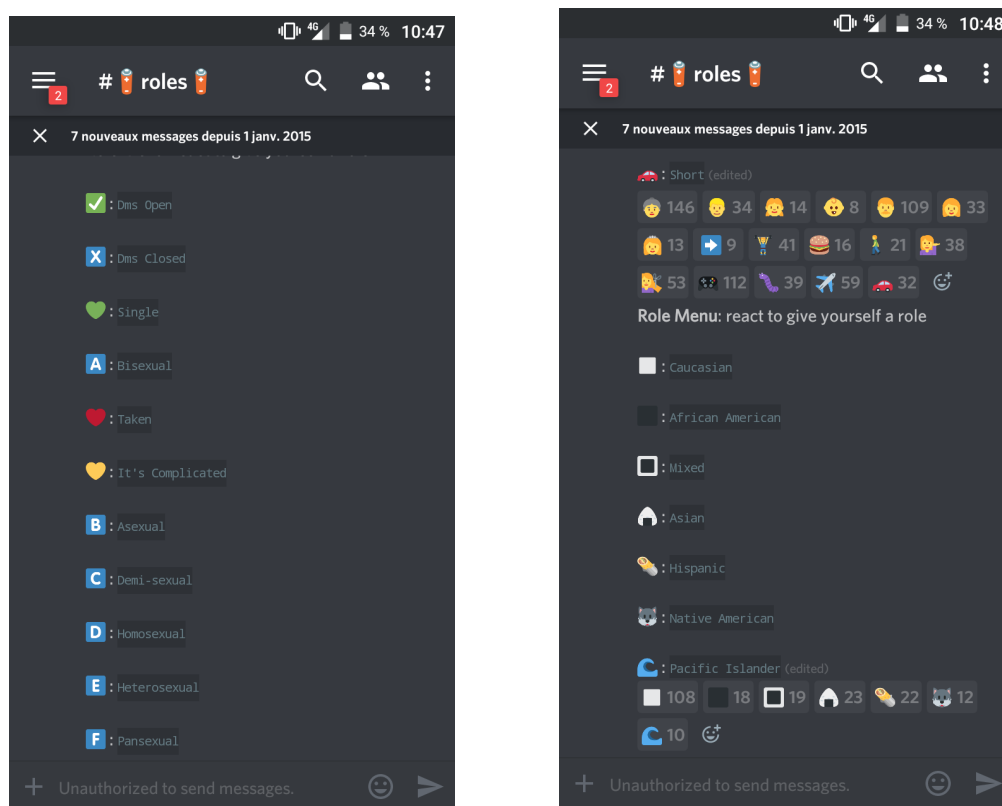 4G 34 % 10:47
2 # roles
7 nouveaux messages depuis 1 janv. 2015
: Dms Open
X : Dms Closed
: Single
A : Bisexual
: Taken
: It's Complicated
B : Asexual
C : Demi-sexual
D : Homosexual
E : Heterosexual
F : Pansexual
Unauthorized to send messages.
4G 34 % 10:48
2 # roles
7 nouveaux messages depuis 1 janv. 2015
: Short (edited)
146 34 14 8 109 33
13 9 41 16 21 38
53 112 39 59 32
Role Menu: react to give yourself a role
: Caucasian
: African American
: Mixed
: Asian
: Hispanic
: Native American
: Pacific Islander (edited)
108 18 19 23 22 12
10
Unauthorized to send messages.